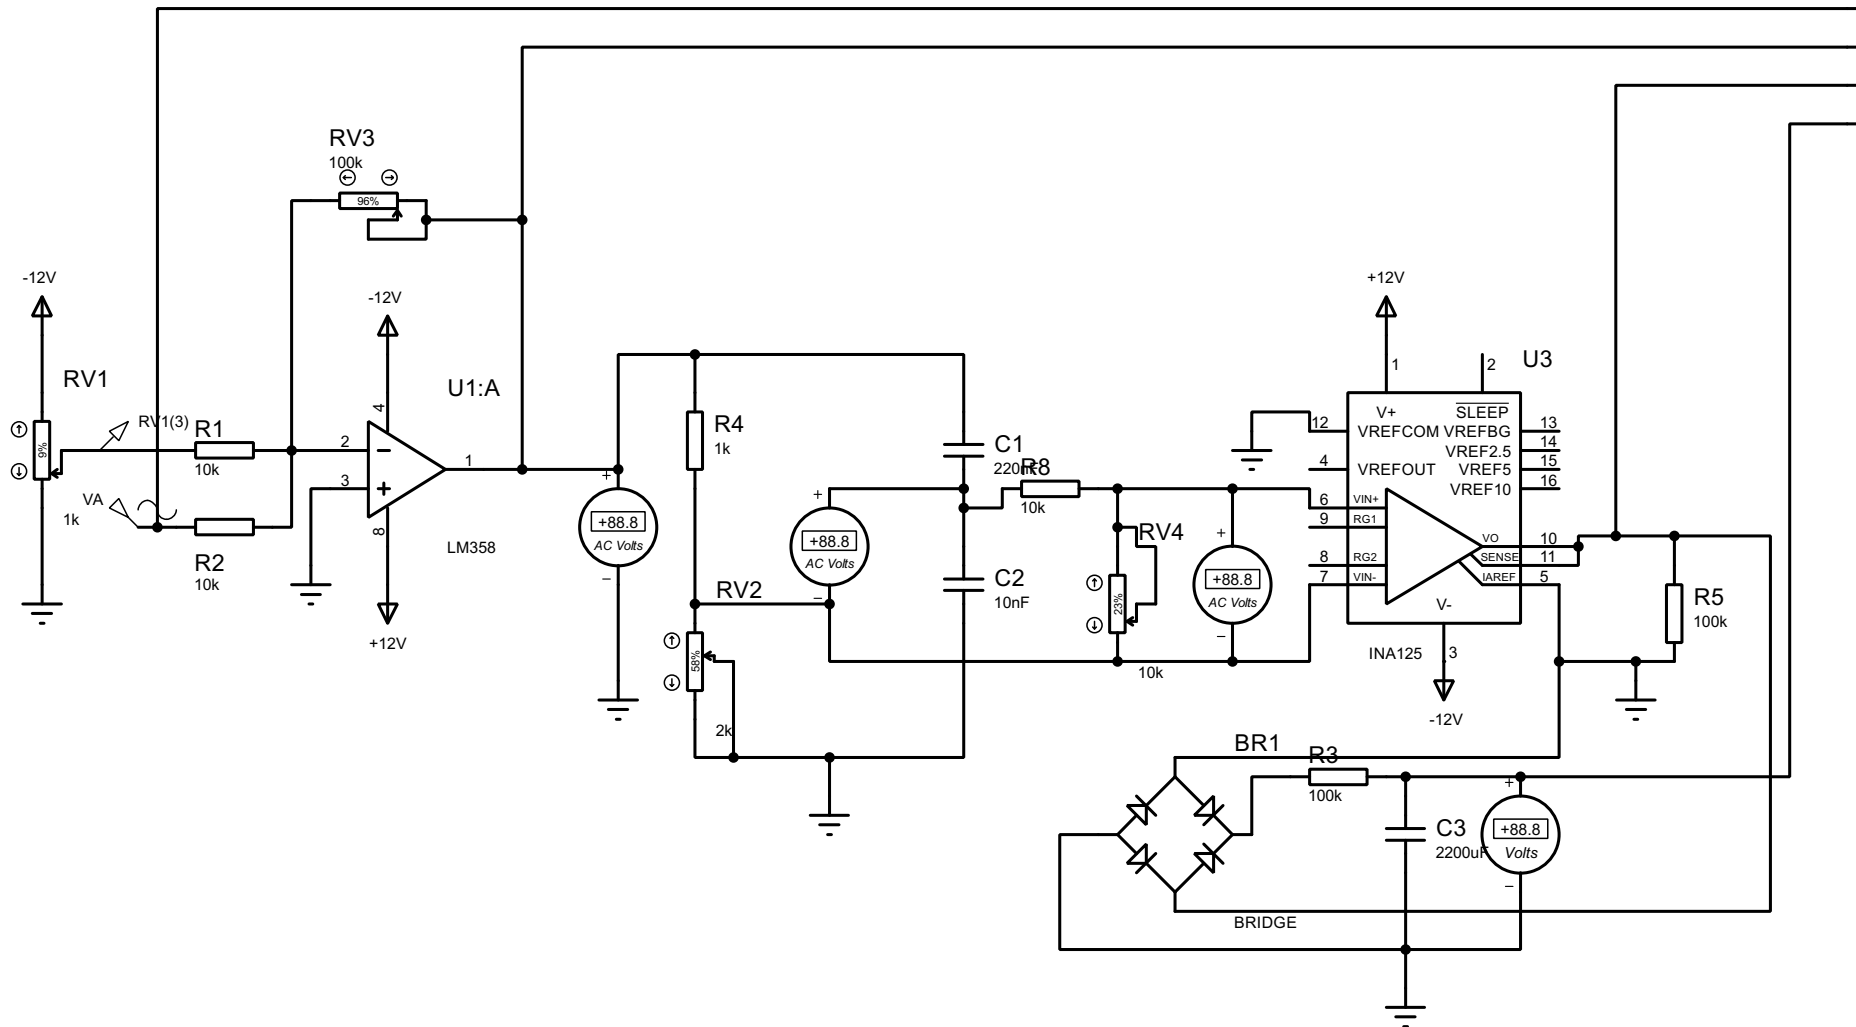 RV3
100k
96%
-12V
-12V
+12V
RV1
9%
1k
RV1(3)
VA
R1
10k
R2
10k
U1:A
4
2
3
1
8
LM358
+12V
+
+88.8
AC Volts
−
R4
1k
RV2
58%
2k
+
+88.8
AC Volts
−
C1
220nF
C2
10nF
R8
10k
RV4
23%
10k
+
+88.8
AC Volts
−
1
2
U3
V+
SLEEP
12
VREFCOM
VREFBG
13
VREF2.5
14
4
VREFOUT
VREF5
15
VREF10
16
6
VIN+
9
RG1
VO
10
8
RG2
SENSE
11
7
VIN-
IAREF
5
V-
INA125
3
-12V
R5
100k
BR1
BRIDGE
R3
100k
C3
2200uF
+
+88.8
Volts
−